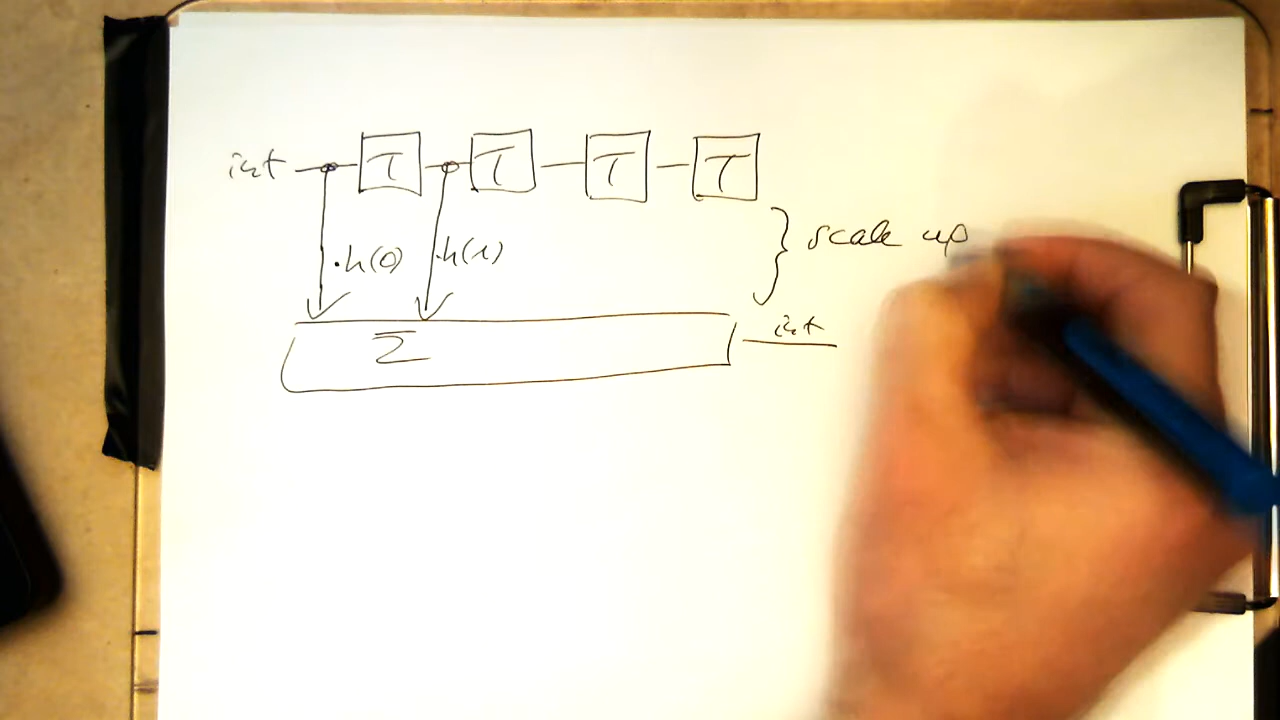 int T T T T
·h(0) ·h(1) } scale up
Σ int